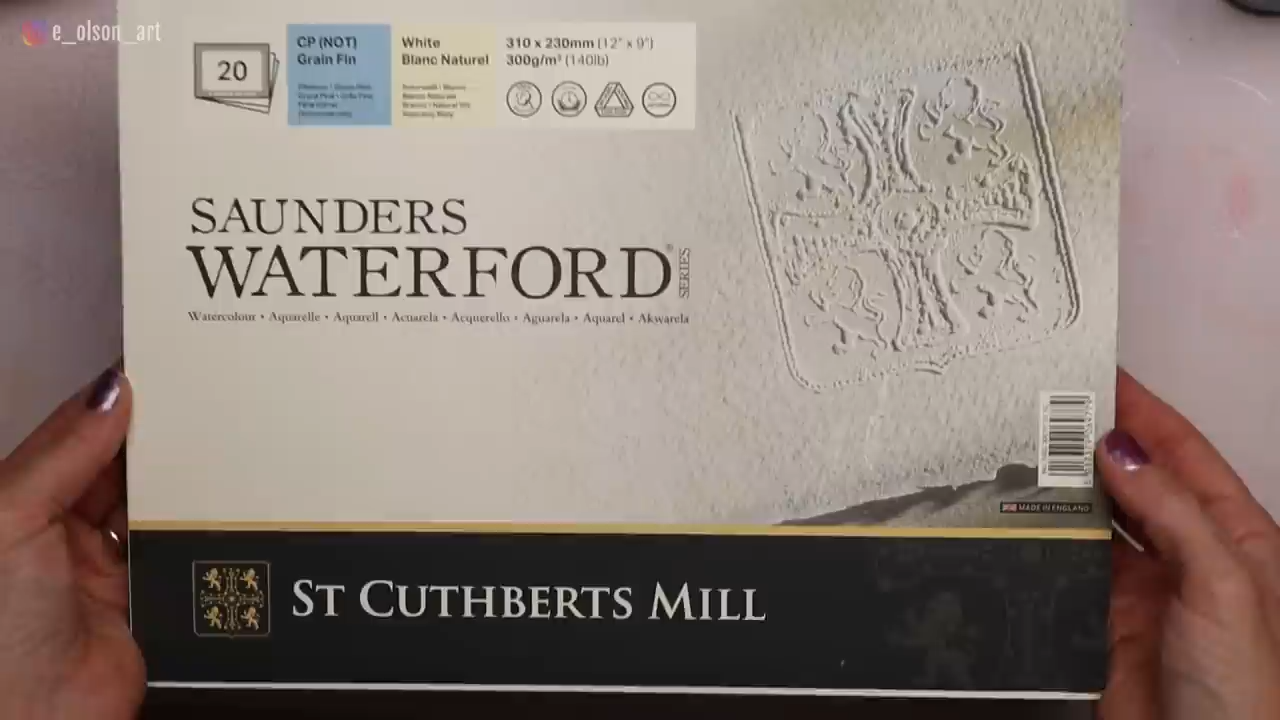 e_olson_art
20
CP (NOT)
Grain Fin
White
Blanc Naturel
310 x 230mm (12" x 9")
300g/m² (140lb)
SAUNDERS
WATERFORD®
SERIES
Watercolour • Aquarelle • Aquarell • Acuarela • Acquerello • Aguarela • Aquarel • Akwarela
MADE IN ENGLAND
ST CUTHBERTS MILL